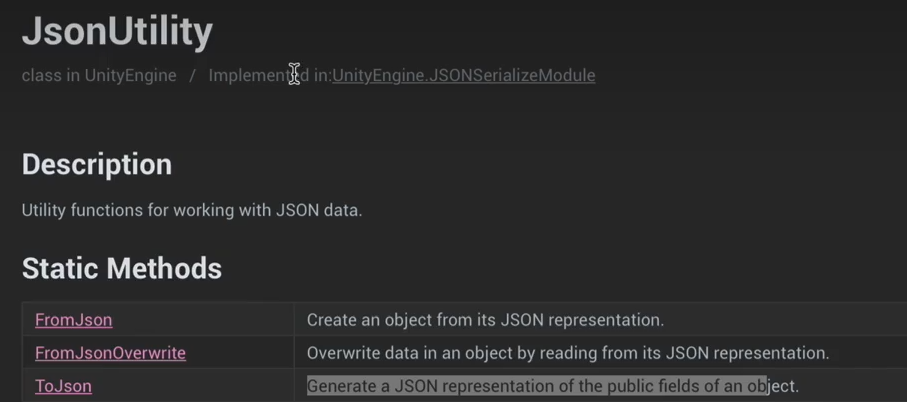 JsonUtility
class in UnityEngine / Implemented in:UnityEngine.JSONSerializeModule
Description
Utility functions for working with JSON data.
Static Methods
FromJson Create an object from its JSON representation.
FromJsonOverwrite Overwrite data in an object by reading from its JSON representation.
ToJson Generate a JSON representation of the public fields of an object.